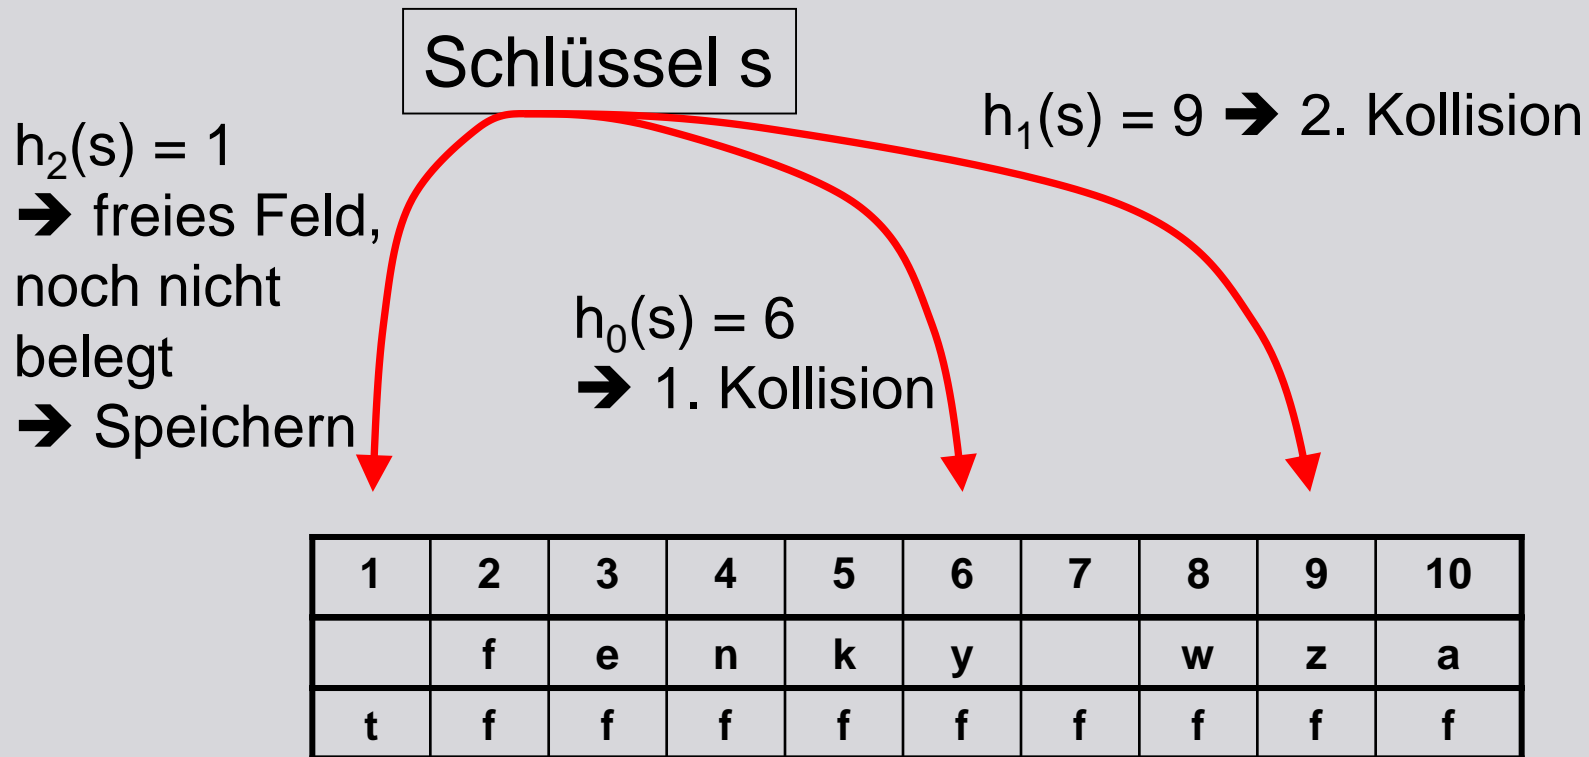 Schlüssel s
h₁(s) = 9 ➔ 2. Kollision
h₂(s) = 1
➔ freies Feld,
noch nicht
belegt
➔ Speichern
h₀(s) = 6
➔ 1. Kollision
1 2 3 4 5 6 7 8 9 10
f e n k y w z a
t f f f f f f f f f